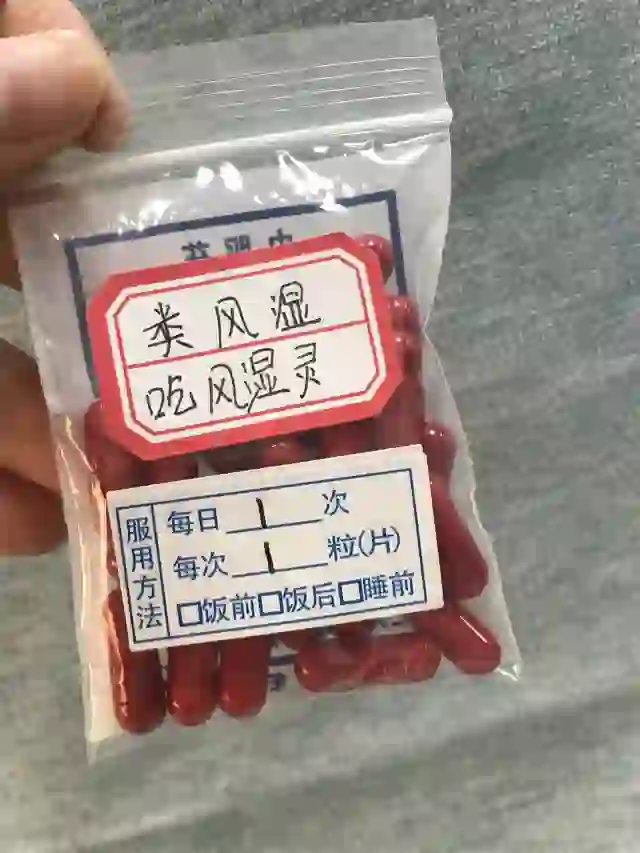 类风湿
吃风湿灵
服用方法
每日 1 次
每次 1 粒(片)
□饭前□饭后□睡前